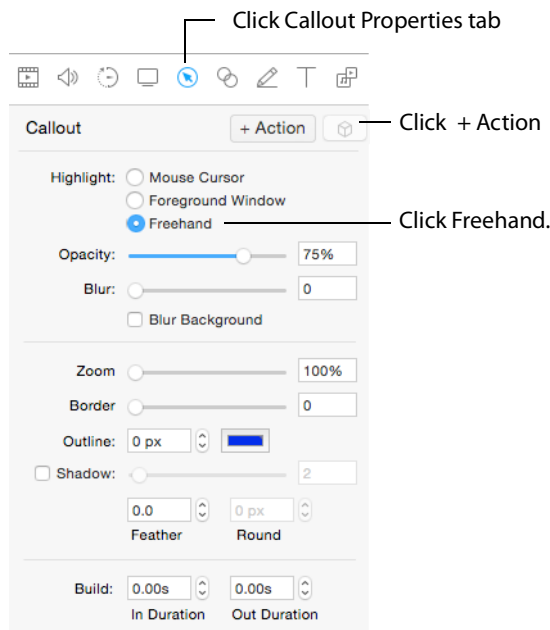 Click Callout Properties tab
T
Callout
+ Action
Click + Action
Highlight:
Mouse Cursor
Foreground Window
Freehand
Click Freehand.
Opacity:
75%
Blur:
0
Blur Background
Zoom
100%
Border
0
Outline:
0 px
Shadow:
2
0.0
0 px
Feather
Round
Build:
0.00s
0.00s
In Duration
Out Duration